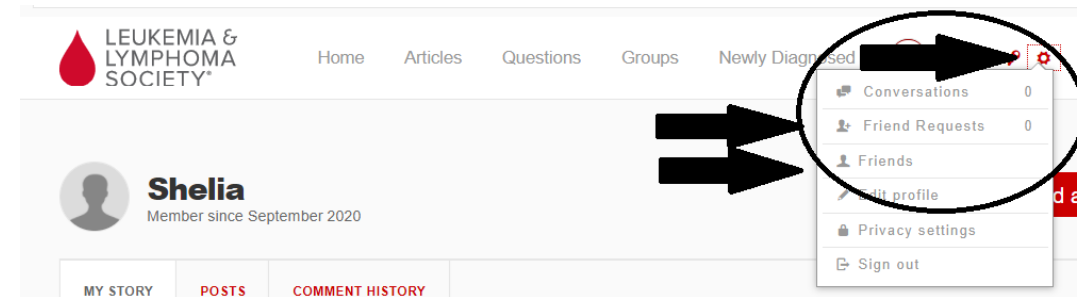 LEUKEMIA &
LYMPHOMA
SOCIETY®
Home Articles Questions Groups Newly Diagnosed
Conversations 0
Friend Requests 0
Friends
Edit profile
Privacy settings
Sign out
Shelia
Member since September 2020
MY STORY POSTS COMMENT HISTORY